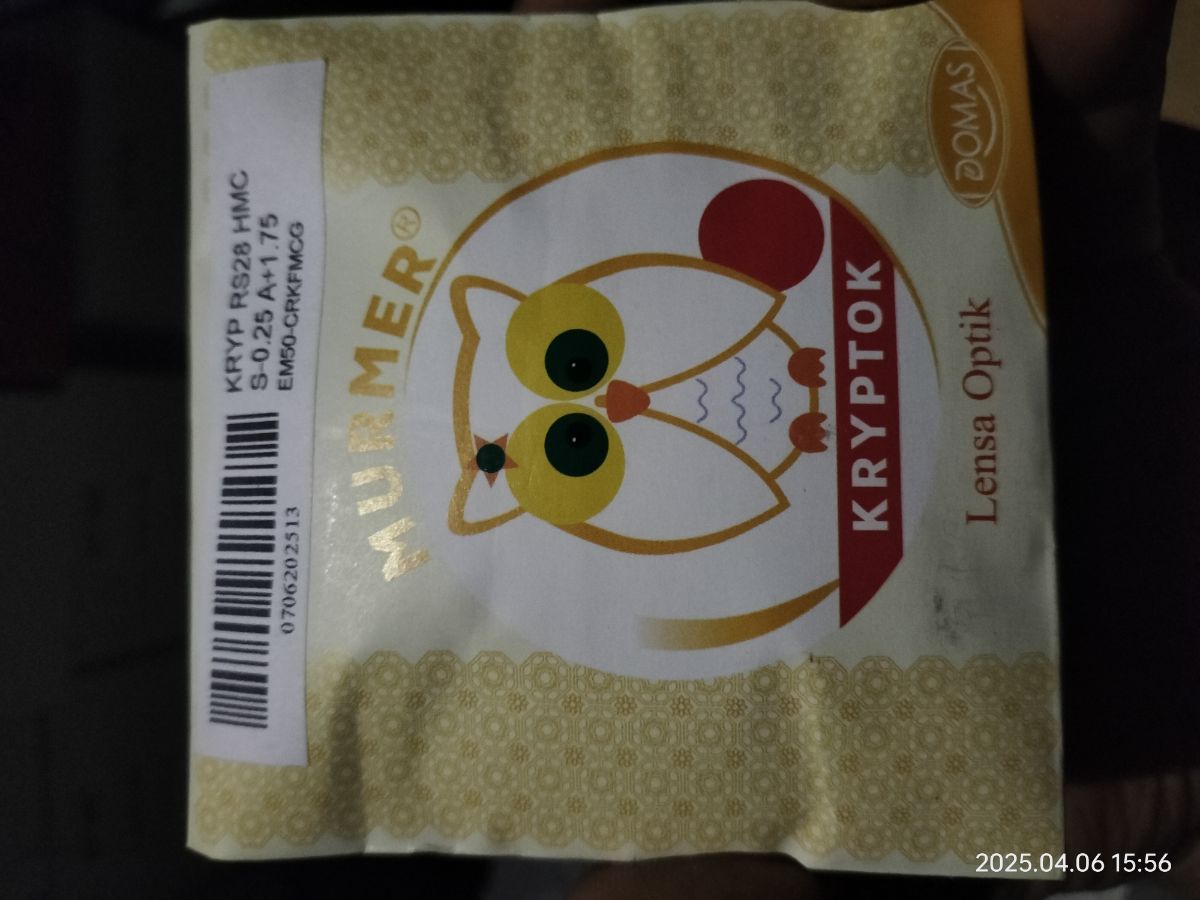 KRYP RS28 HMC
S-0.25 A+1.75
EM50-CRKFMCG
0706202513
MURMER®
KRYPTOK
Lensa Optik
DOMAS
2025.04.06 15:56